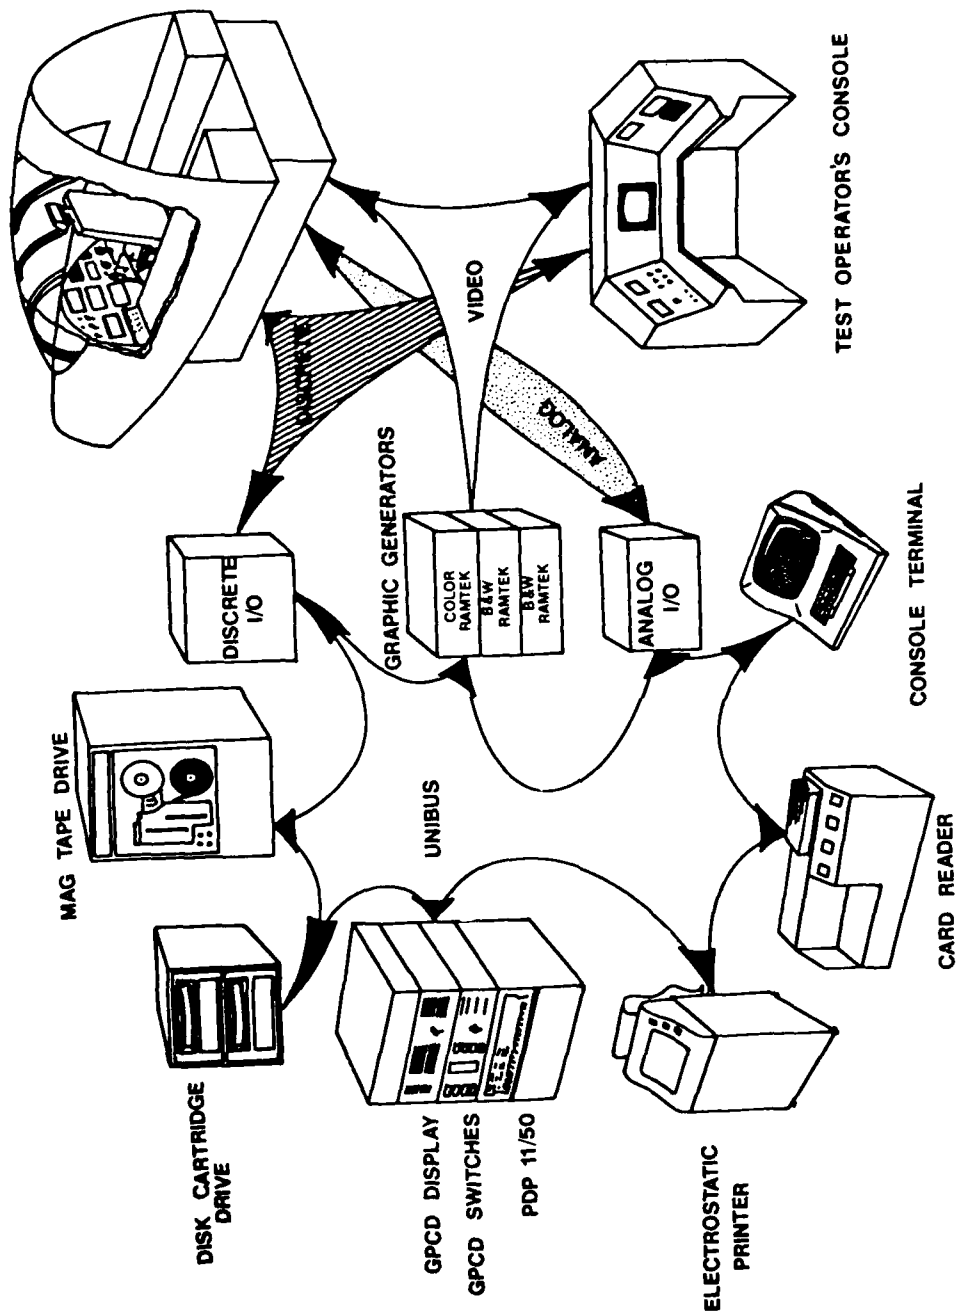 DISK CARTRIDGE
DRIVE
MAG TAPE DRIVE
DISCRETE
I/O
DISCRETE
GPCD DISPLAY
GPCD SWITCHES
PDP 11/50
UNIBUS
GRAPHIC GENERATORS
COLOR
RAMTEK
B&W
RAMTEK
B&W
RAMTEK
VIDEO
ANALOG
ANALOG
I/O
ELECTROSTATIC
PRINTER
CARD READER
CONSOLE TERMINAL
TEST OPERATOR'S CONSOLE